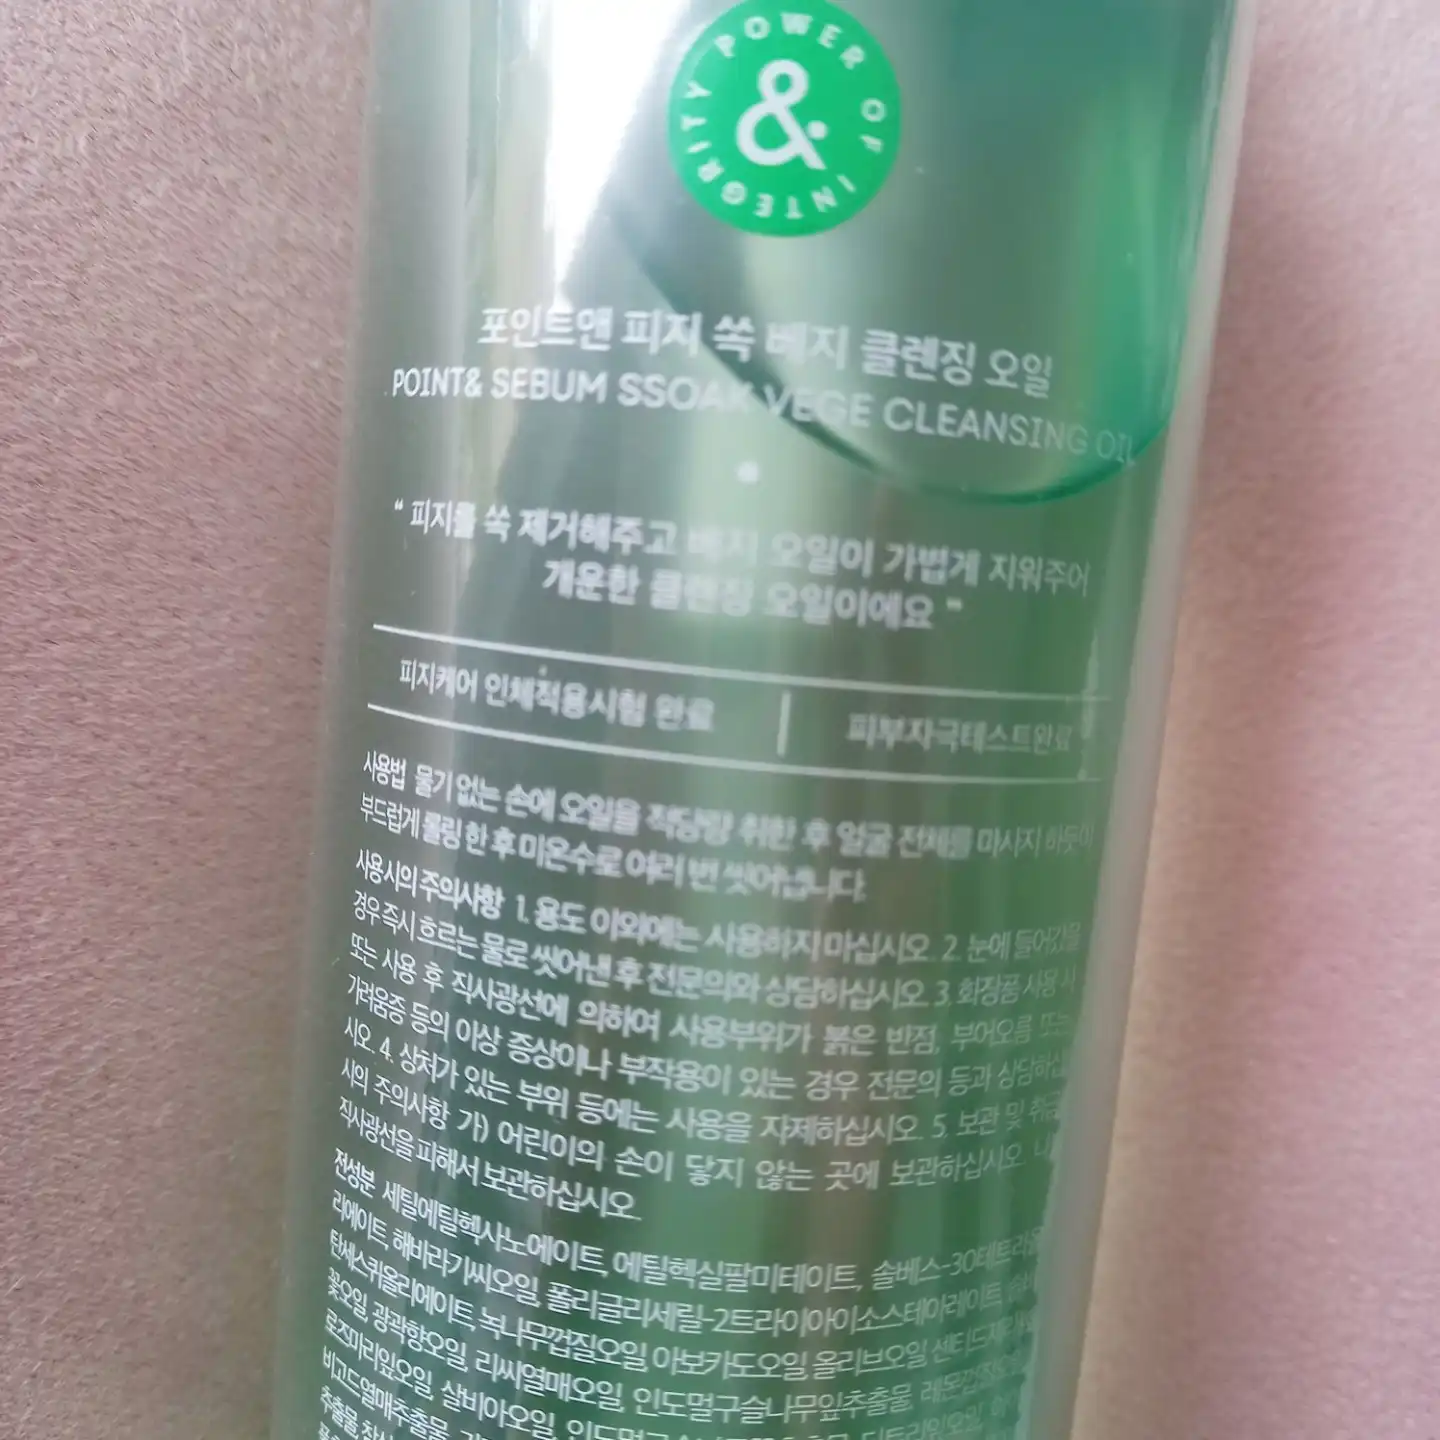 POWER OF INTEGRITY
&
포인트앤 피지 쏙 베지 클렌징 오일
POINT& SEBUM SSOAK VEGE CLEANSING OIL
“ 피지를 쏙 제거해주고 베지 오일이 가볍게 지워주어
개운한 클렌징 오일이에요 ”
피지케어 인체적용시험 완료 | 피부자극테스트완료
사용법 물기 없는 손에 오일을 적당량 취한 후 얼굴 전체를 마사지 하듯이
부드럽게 롤링 한 후 미온수로 여러 번 씻어냅니다.
사용시의 주의사항 1. 용도 이외에는 사용하지 마십시오. 2. 눈에 들어갔을
경우 즉시 흐르는 물로 씻어낸 후 전문의와 상담하십시오. 3. 화장품 사용 시
또는 사용 후 직사광선에 의하여 사용부위가 붉은 반점, 부어오름 또는
가려움증 등의 이상 증상이나 부작용이 있는 경우 전문의 등과 상담하십
시오. 4. 상처가 있는 부위 등에는 사용을 자제하십시오. 5. 보관 및 취급
시의 주의사항 가) 어린이의 손이 닿지 않는 곳에 보관하십시오.
직사광선을 피해서 보관하십시오.
전성분 세틸에틸헥사노에이트, 에틸헥실팔미테이트, 솔베스-30테트라올
리에이트, 해바라기씨오일, 폴리글리세릴-2트라이아이소스테아레이트,
탄세스퀴올리에이트, 녹나무껍질오일, 아보카도오일, 올리브오일,
꽃오일, 광곽향오일, 리씨열매오일, 인도멀구슬나무잎추출물,
로즈마리잎오일, 살비아오일,
비고드열매추출물,
추출물,